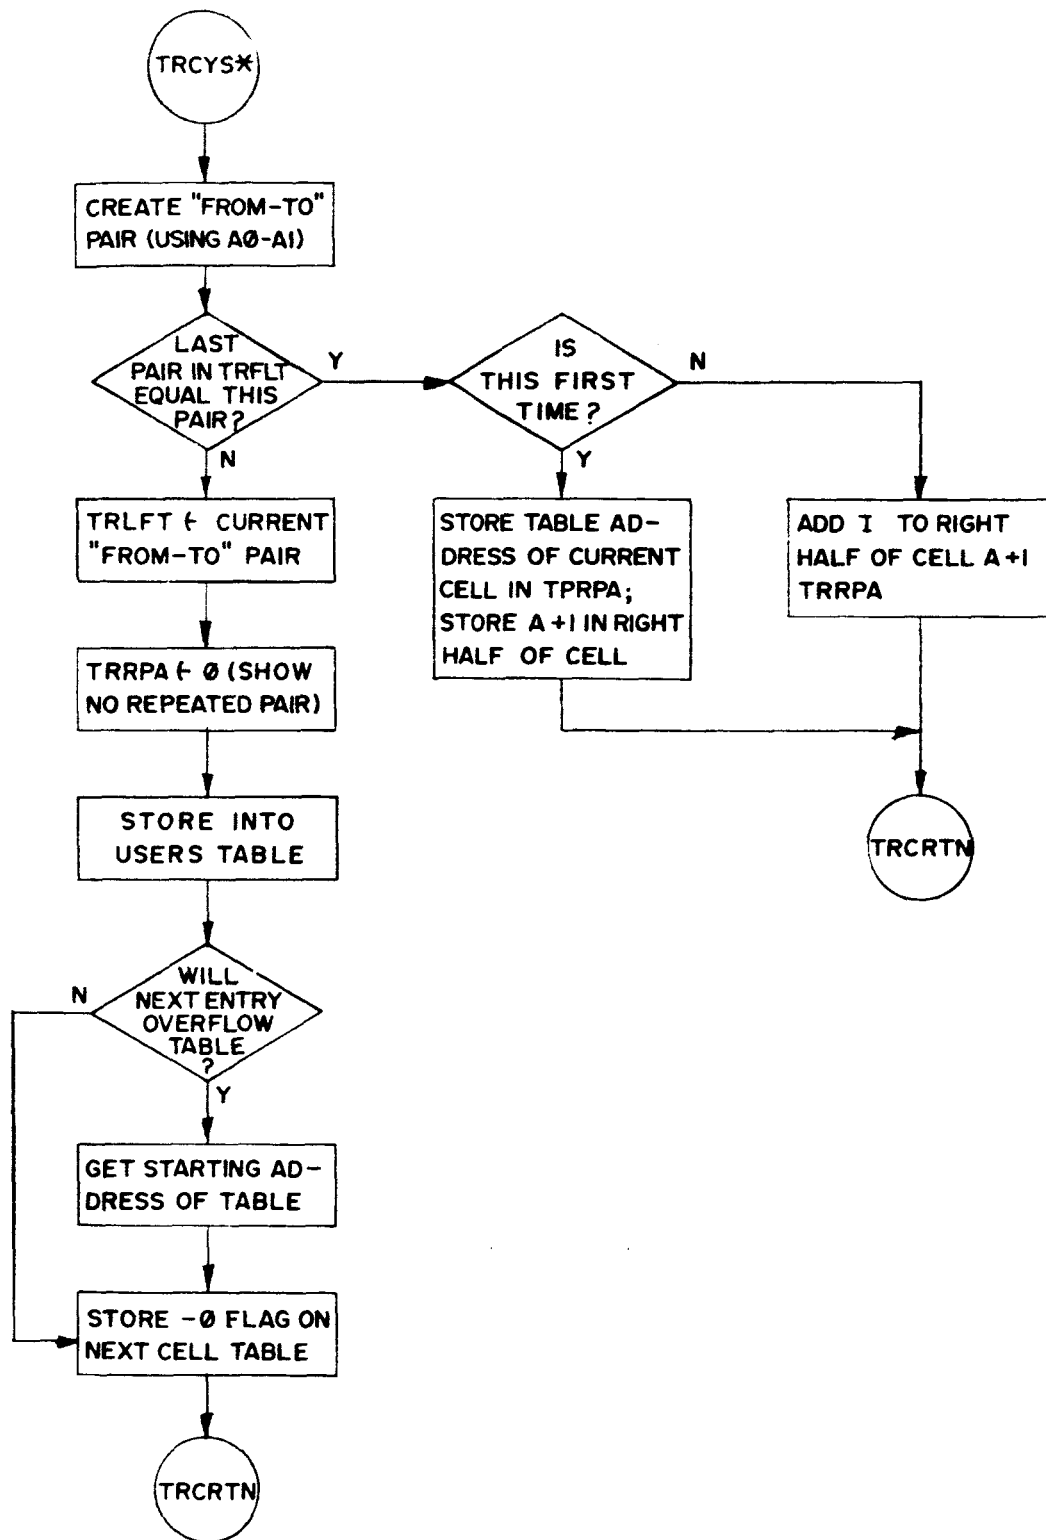 TRCYS*
CREATE "FROM-TO"
PAIR (USING AØ-A1)
LAST
PAIR IN TRFLT
EQUAL THIS
PAIR?
Y
N
IS
THIS FIRST
TIME?
N
Y
TRLFT ← CURRENT
"FROM-TO" PAIR
STORE TABLE AD-
DRESS OF CURRENT
CELL IN TPRPA;
STORE A +1 IN RIGHT
HALF OF CELL
ADD I TO RIGHT
HALF OF CELL A +1
TRRPA
TRRPA ← Ø (SHOW
NO REPEATED PAIR)
STORE INTO
USERS TABLE
TRCRTN
WILL
NEXT ENTRY
OVERFLOW
TABLE
?
N
Y
GET STARTING AD-
DRESS OF TABLE
STORE -Ø FLAG ON
NEXT CELL TABLE
TRCRTN